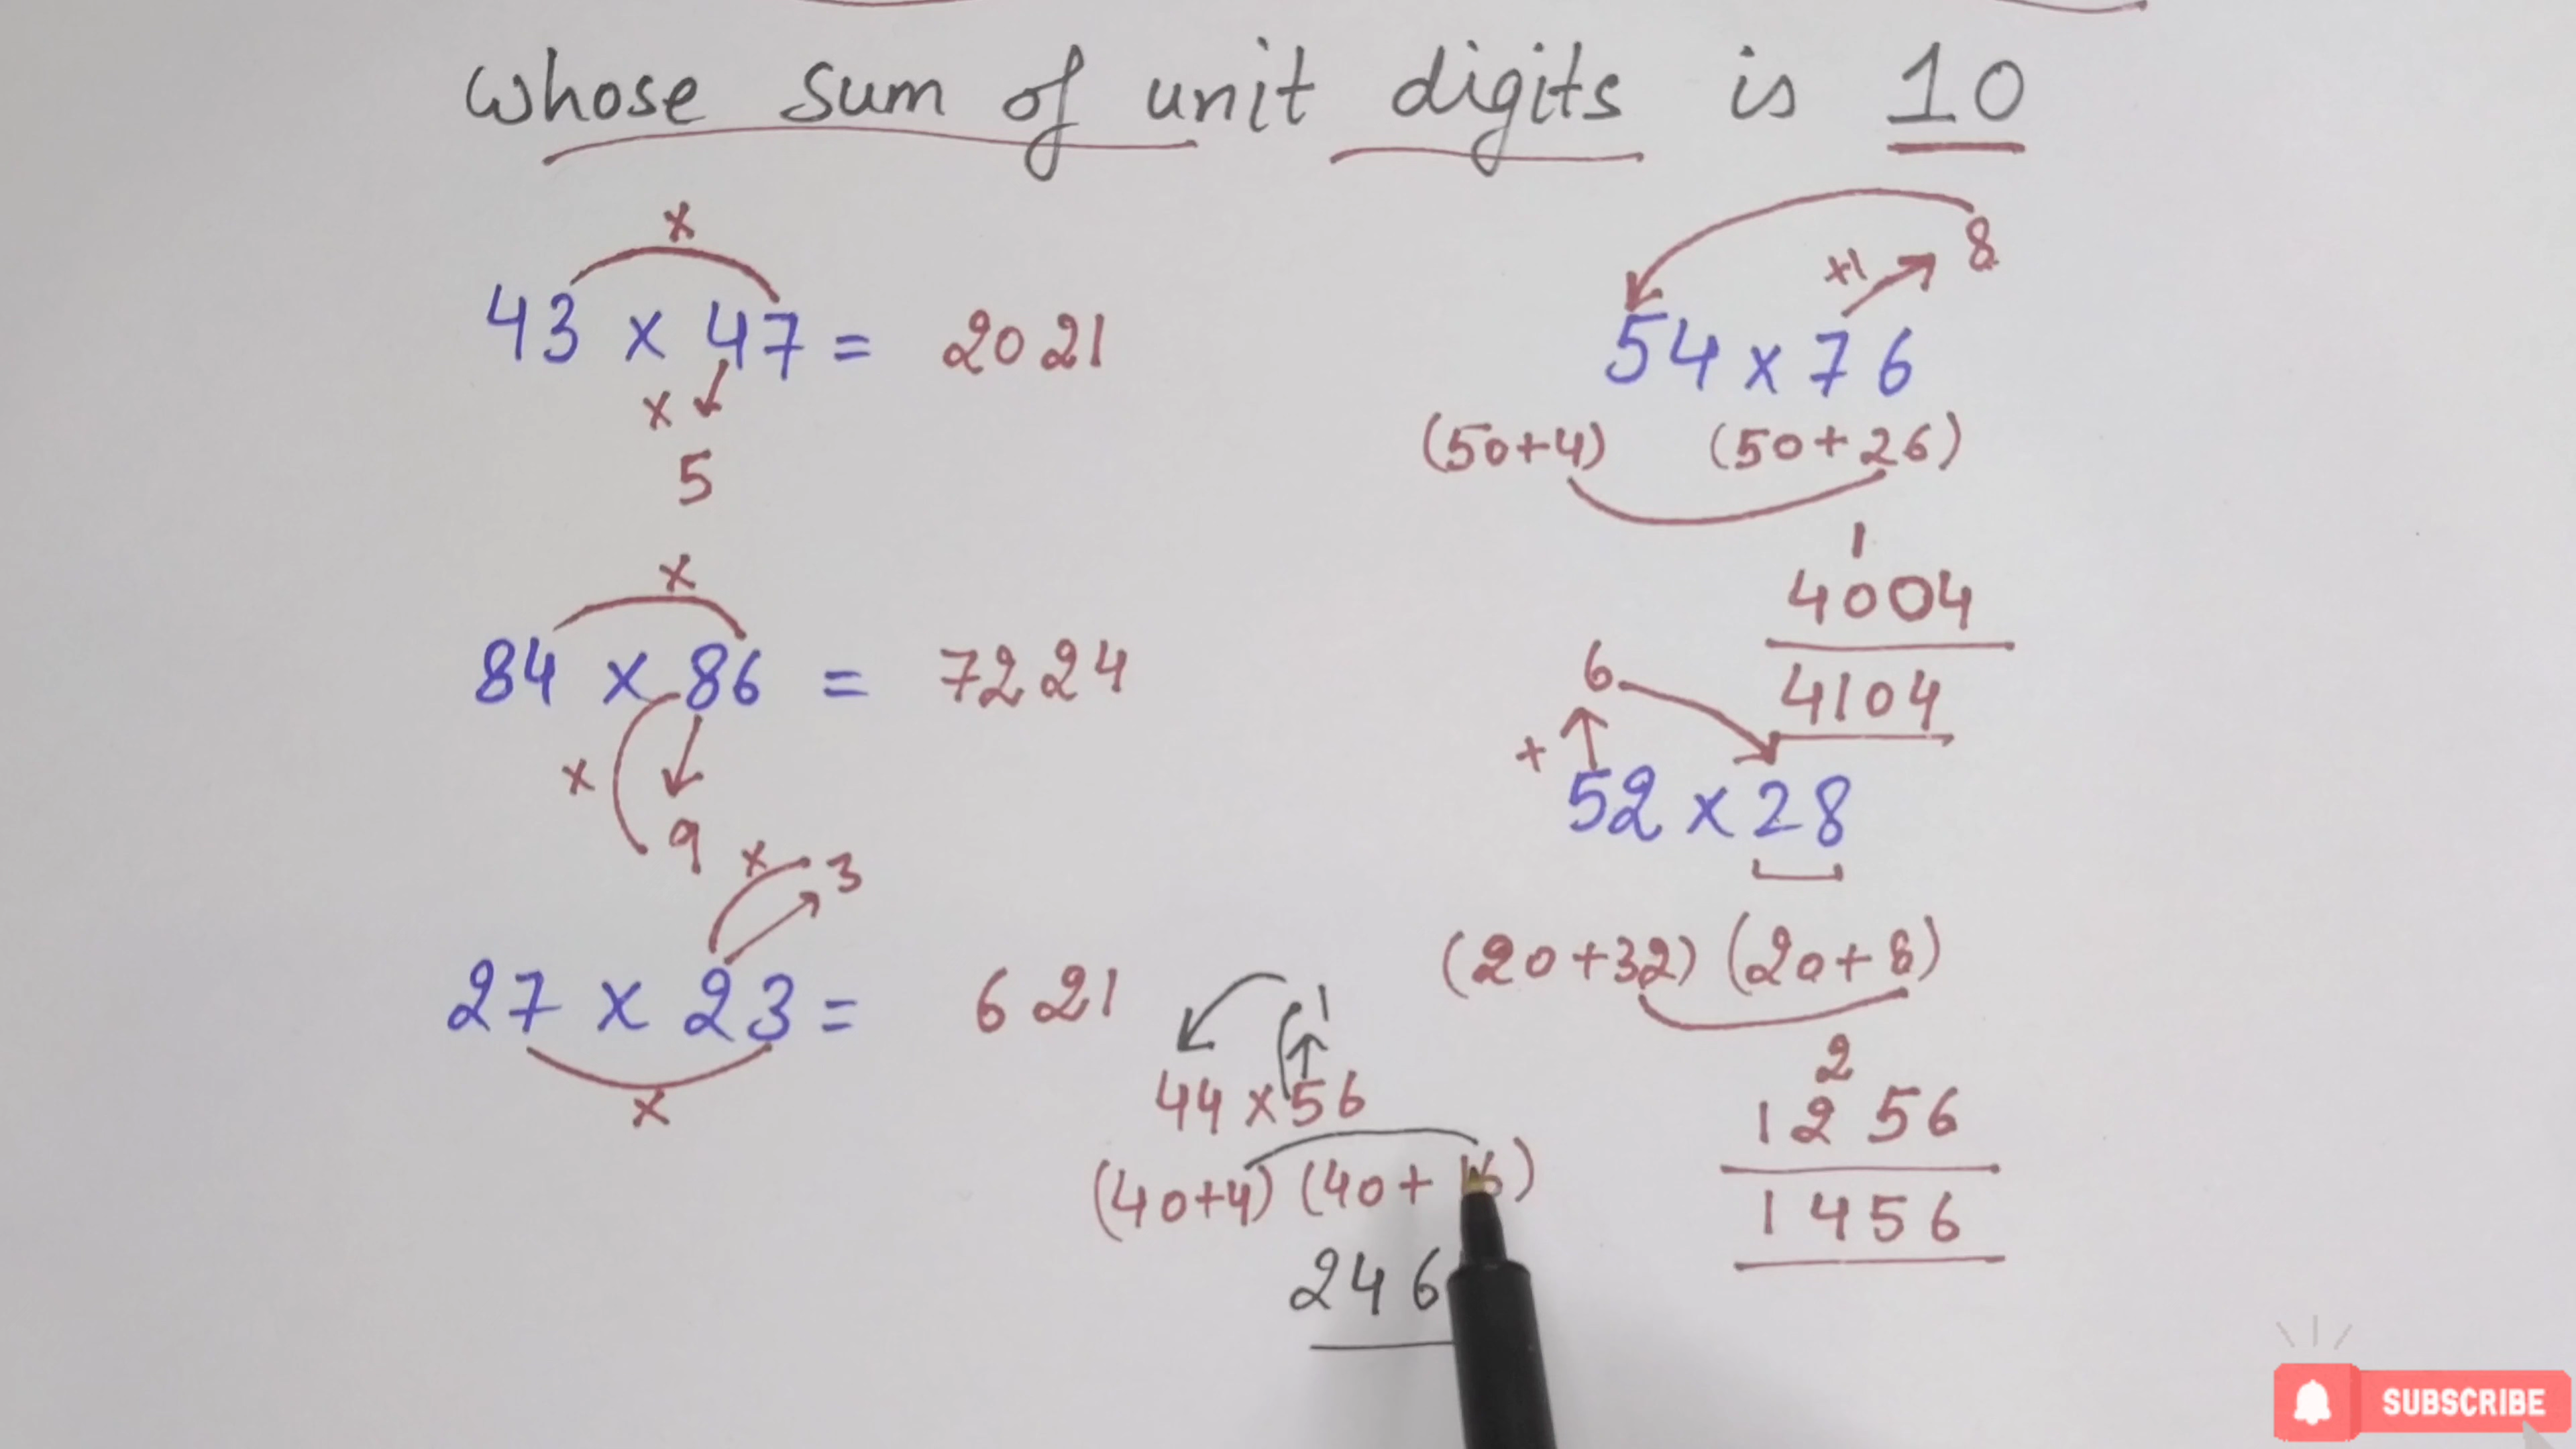 whose sum of unit digits is 10
x
43 x 47 = 2021
x
5
x
84 x 86 = 7224
x
9
x 3
27 x 23 = 621
x
8
+1
54 x 76
(50+4) (50+26)
1
4004
4104
6
+
52 x 28
(20+32) (20+8)
2
1256
1456
1
44 x 56
(40+4) (40+
246
SUBSCRIBE